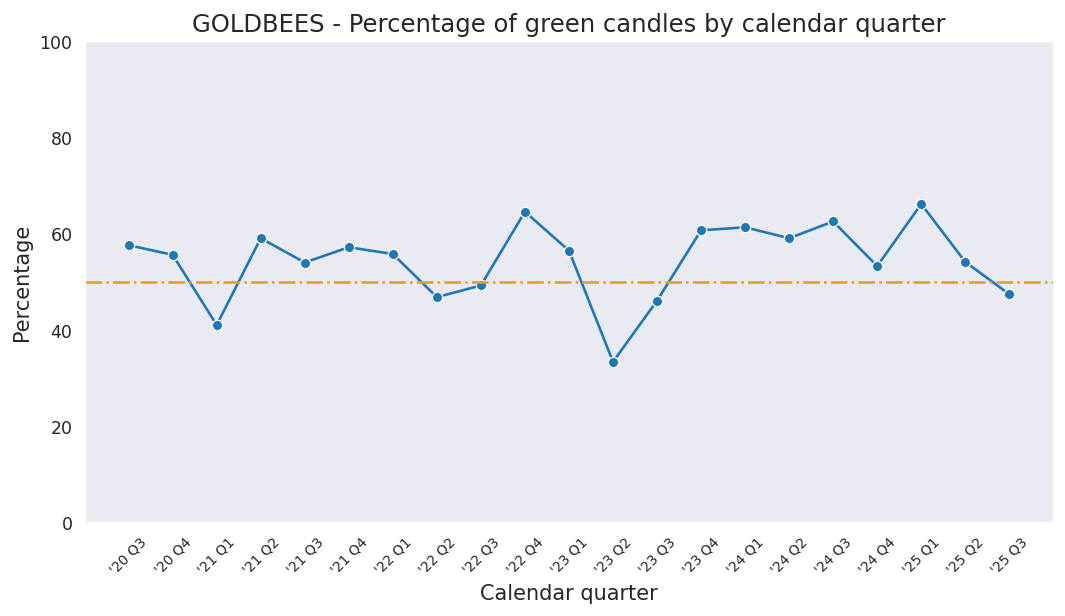 GOLDBEES - Percentage of green candles by calendar quarter
100
80
60
40
20
0
Percentage
'20 Q3
'20 Q4
'21 Q1
'21 Q2
'21 Q3
'21 Q4
'22 Q1
'22 Q2
'22 Q3
'22 Q4
'23 Q1
'23 Q2
'23 Q3
'23 Q4
'24 Q1
'24 Q2
'24 Q3
'24 Q4
'25 Q1
'25 Q2
'25 Q3
Calendar quarter